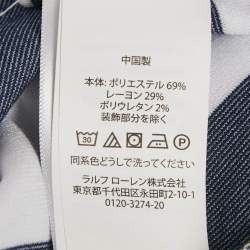 中国製
本体: ポリエステル 69%
レーヨン 29%
ポリウレタン 2%
装飾部分を除く
30
同系色どうしで洗ってください
ラルフ ローレン株式会社
東京都千代田区永田町2-10-1
0120-3274-20